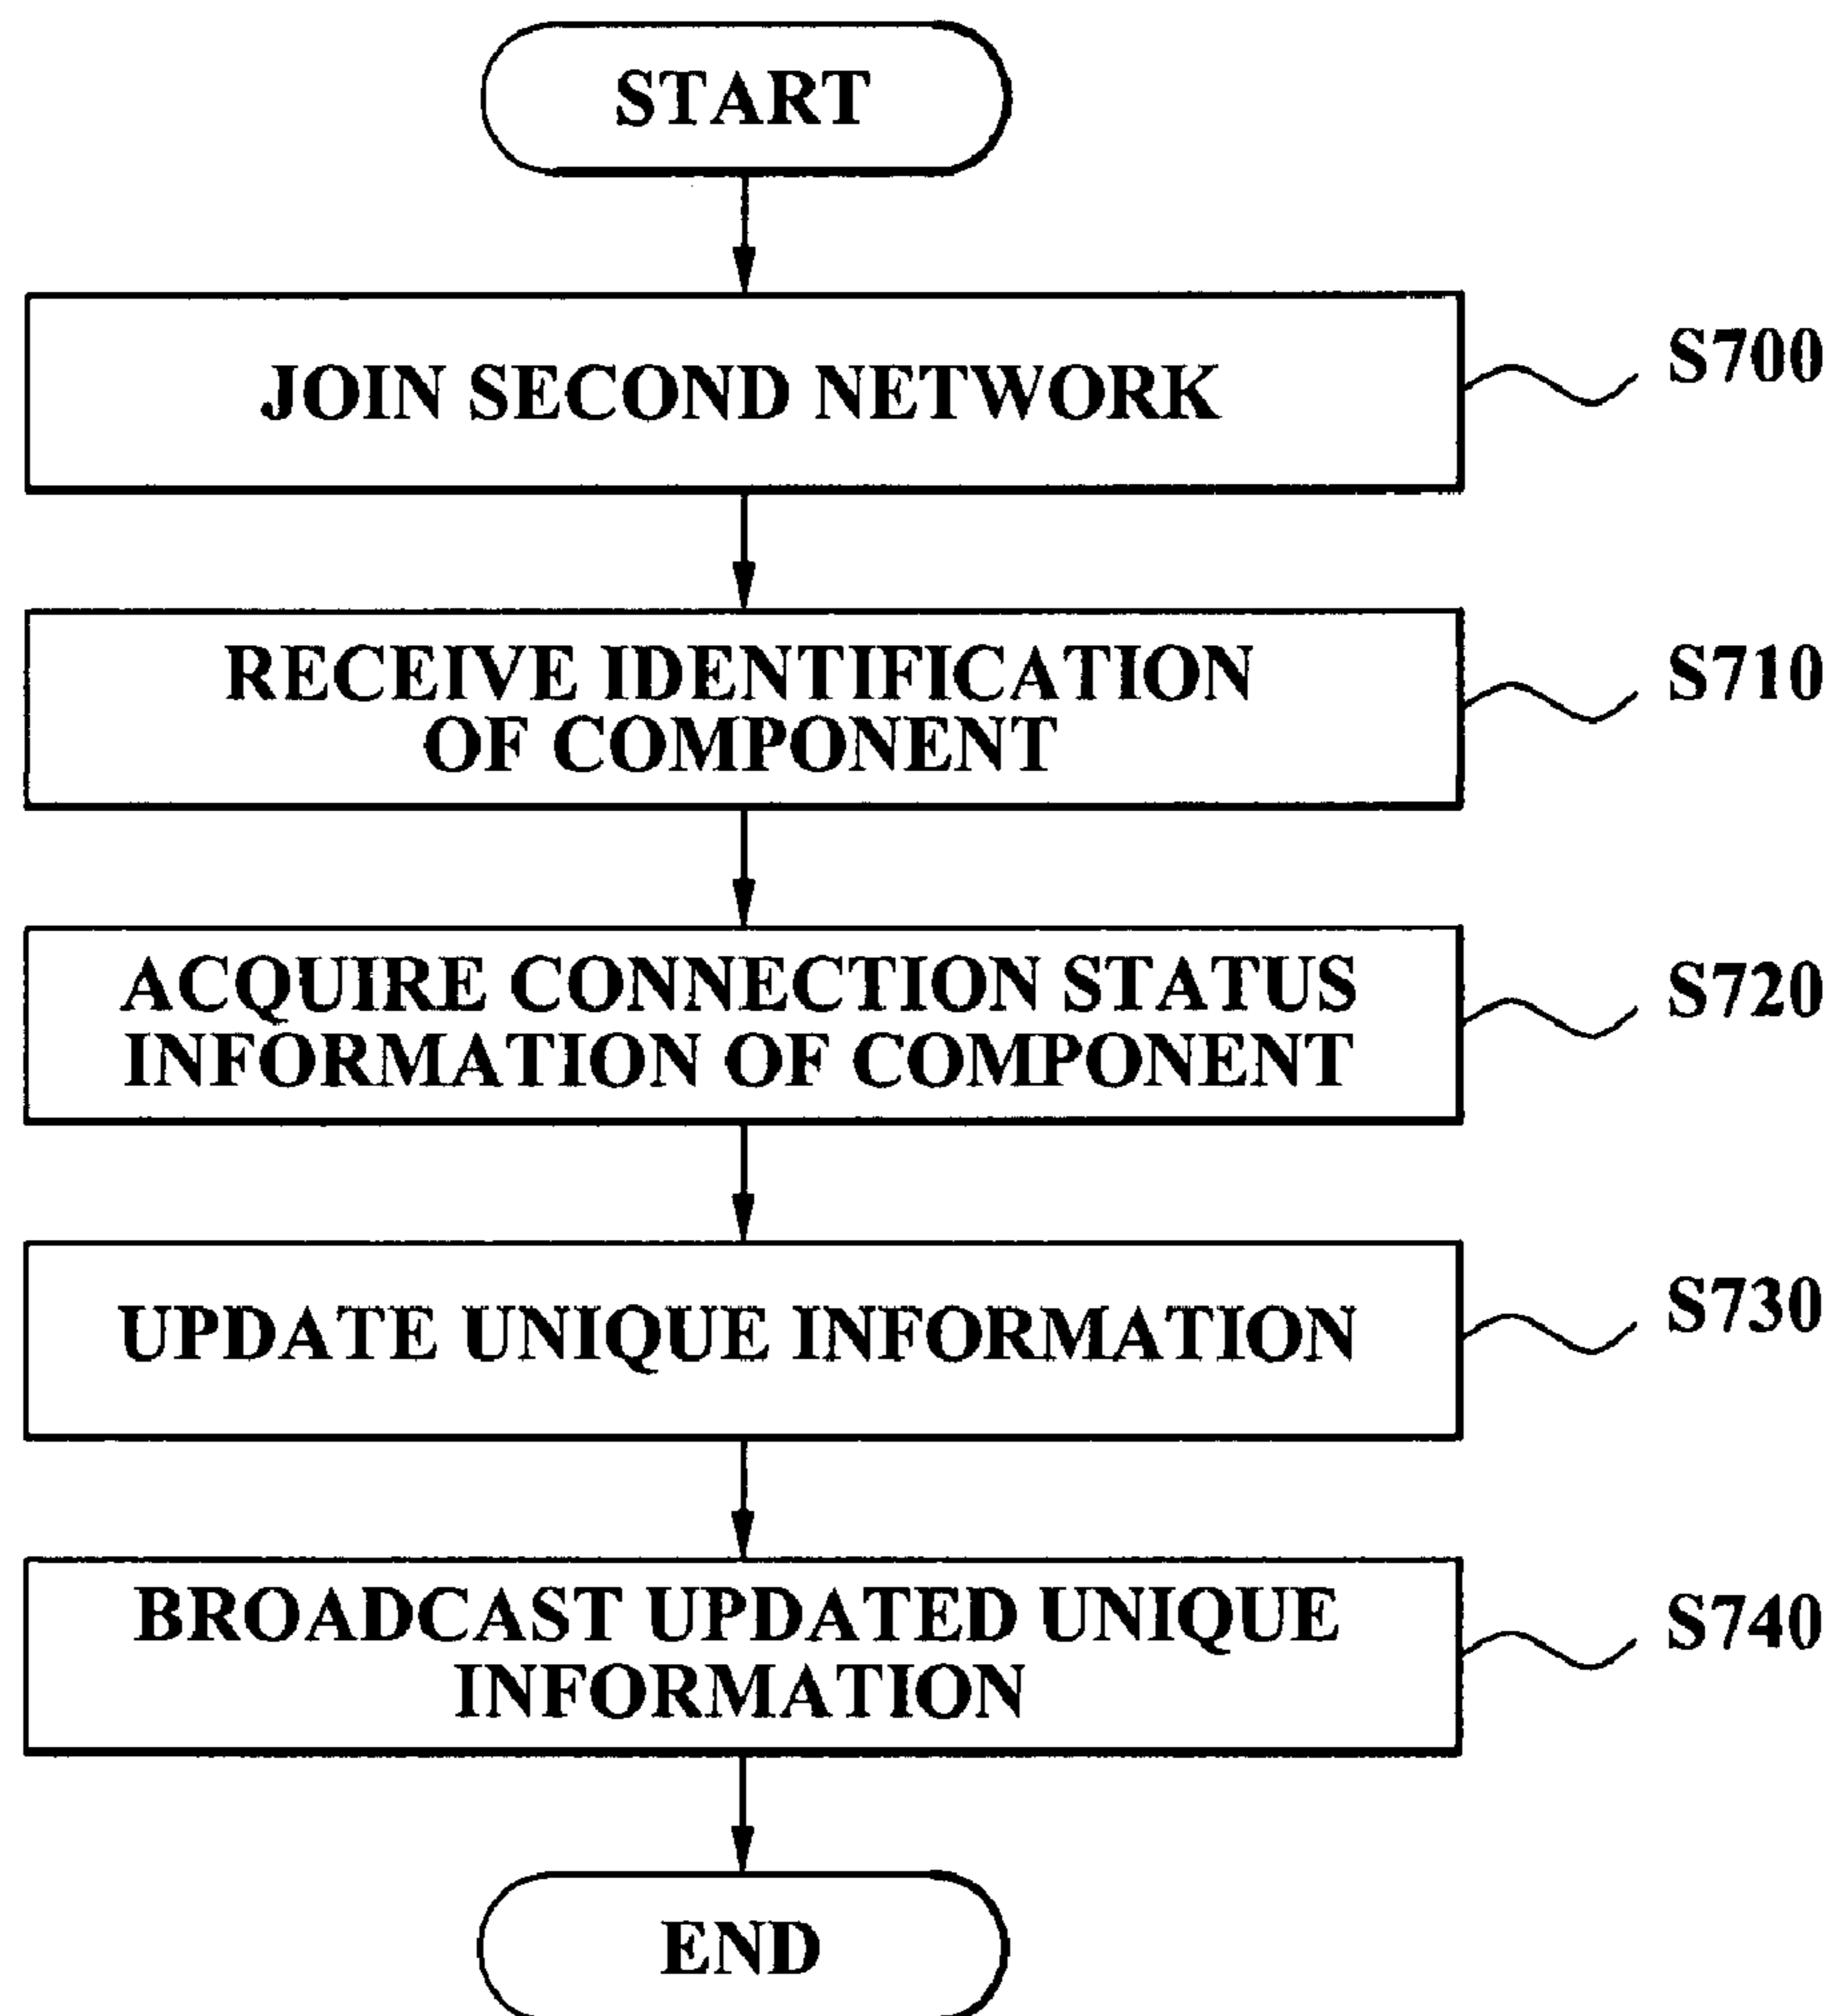 START
JOIN SECOND NETWORK
S700
RECEIVE IDENTIFICATION
OF COMPONENT
S710
ACQUIRE CONNECTION STATUS
INFORMATION OF COMPONENT
S720
UPDATE UNIQUE INFORMATION
S730
BROADCAST UPDATED UNIQUE
INFORMATION
S740
END